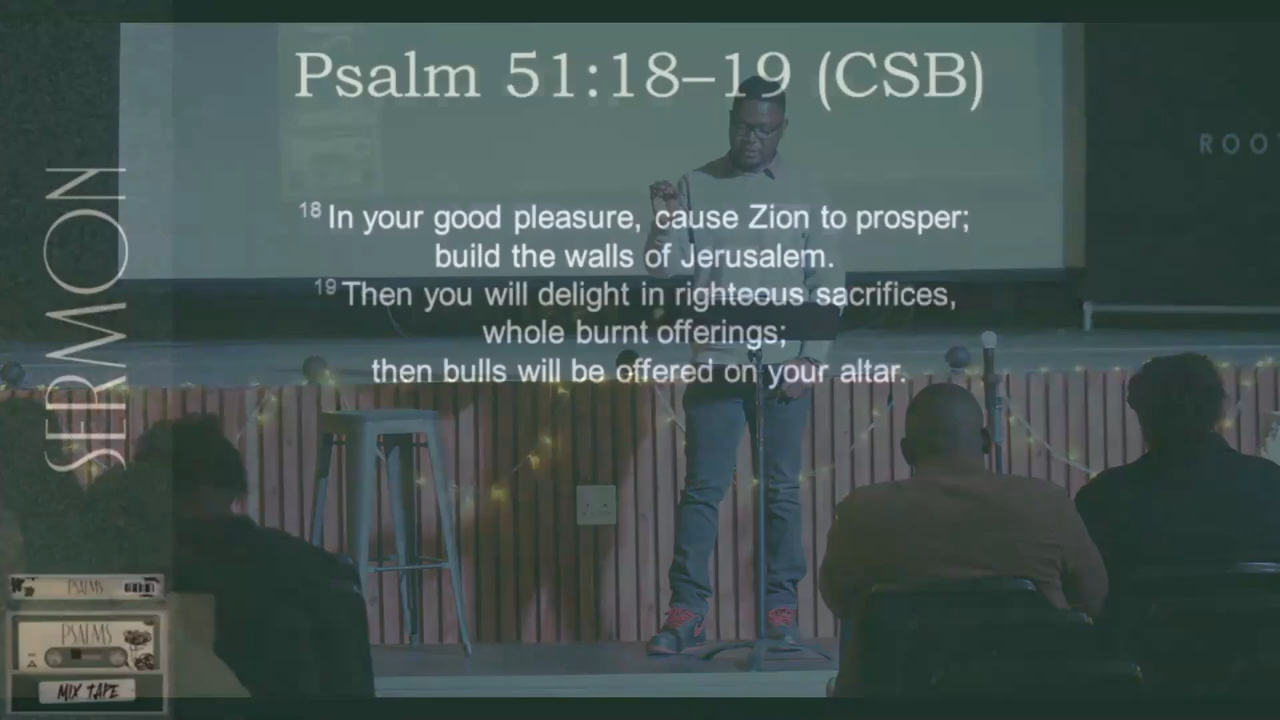 Psalm 51:18–19 (CSB)
18 In your good pleasure, cause Zion to prosper;
build the walls of Jerusalem.
19 Then you will delight in righteous sacrifices,
whole burnt offerings;
then bulls will be offered on your altar.
SERMON
ROO
PSALMS
PSALMS
A
MIX TAPE